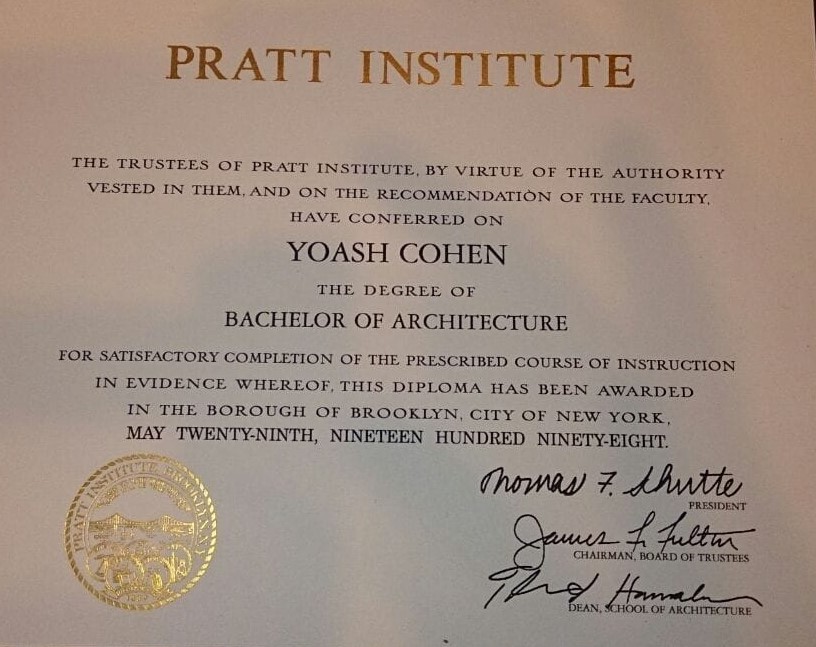 PRATT INSTITUTE
THE TRUSTEES OF PRATT INSTITUTE, BY VIRTUE OF THE AUTHORITY
VESTED IN THEM, AND ON THE RECOMMENDATION OF THE FACULTY,
HAVE CONFERRED ON
YOASH COHEN
THE DEGREE OF
BACHELOR OF ARCHITECTURE
FOR SATISFACTORY COMPLETION OF THE PRESCRIBED COURSE OF INSTRUCTION
IN EVIDENCE WHEREOF, THIS DIPLOMA HAS BEEN AWARDED
IN THE BOROUGH OF BROOKLYN, CITY OF NEW YORK,
MAY TWENTY-NINTH, NINETEEN HUNDRED NINETY-EIGHT.
PRATT INSTITUTE, BROOKLYN, N.Y.
Thomas F. Schutte
PRESIDENT
James F. Fulton
CHAIRMAN, BOARD OF TRUSTEES
DEAN, SCHOOL OF ARCHITECTURE